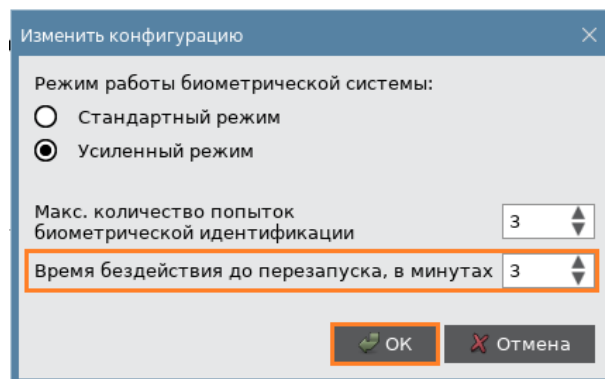 Изменить конфигурацию
Режим работы биометрической системы:
Стандартный режим
Усиленный режим
Макс. количество попыток
биометрической идентификации
3
Время бездействия до перезапуска, в минутах 3
ОК
Отмена